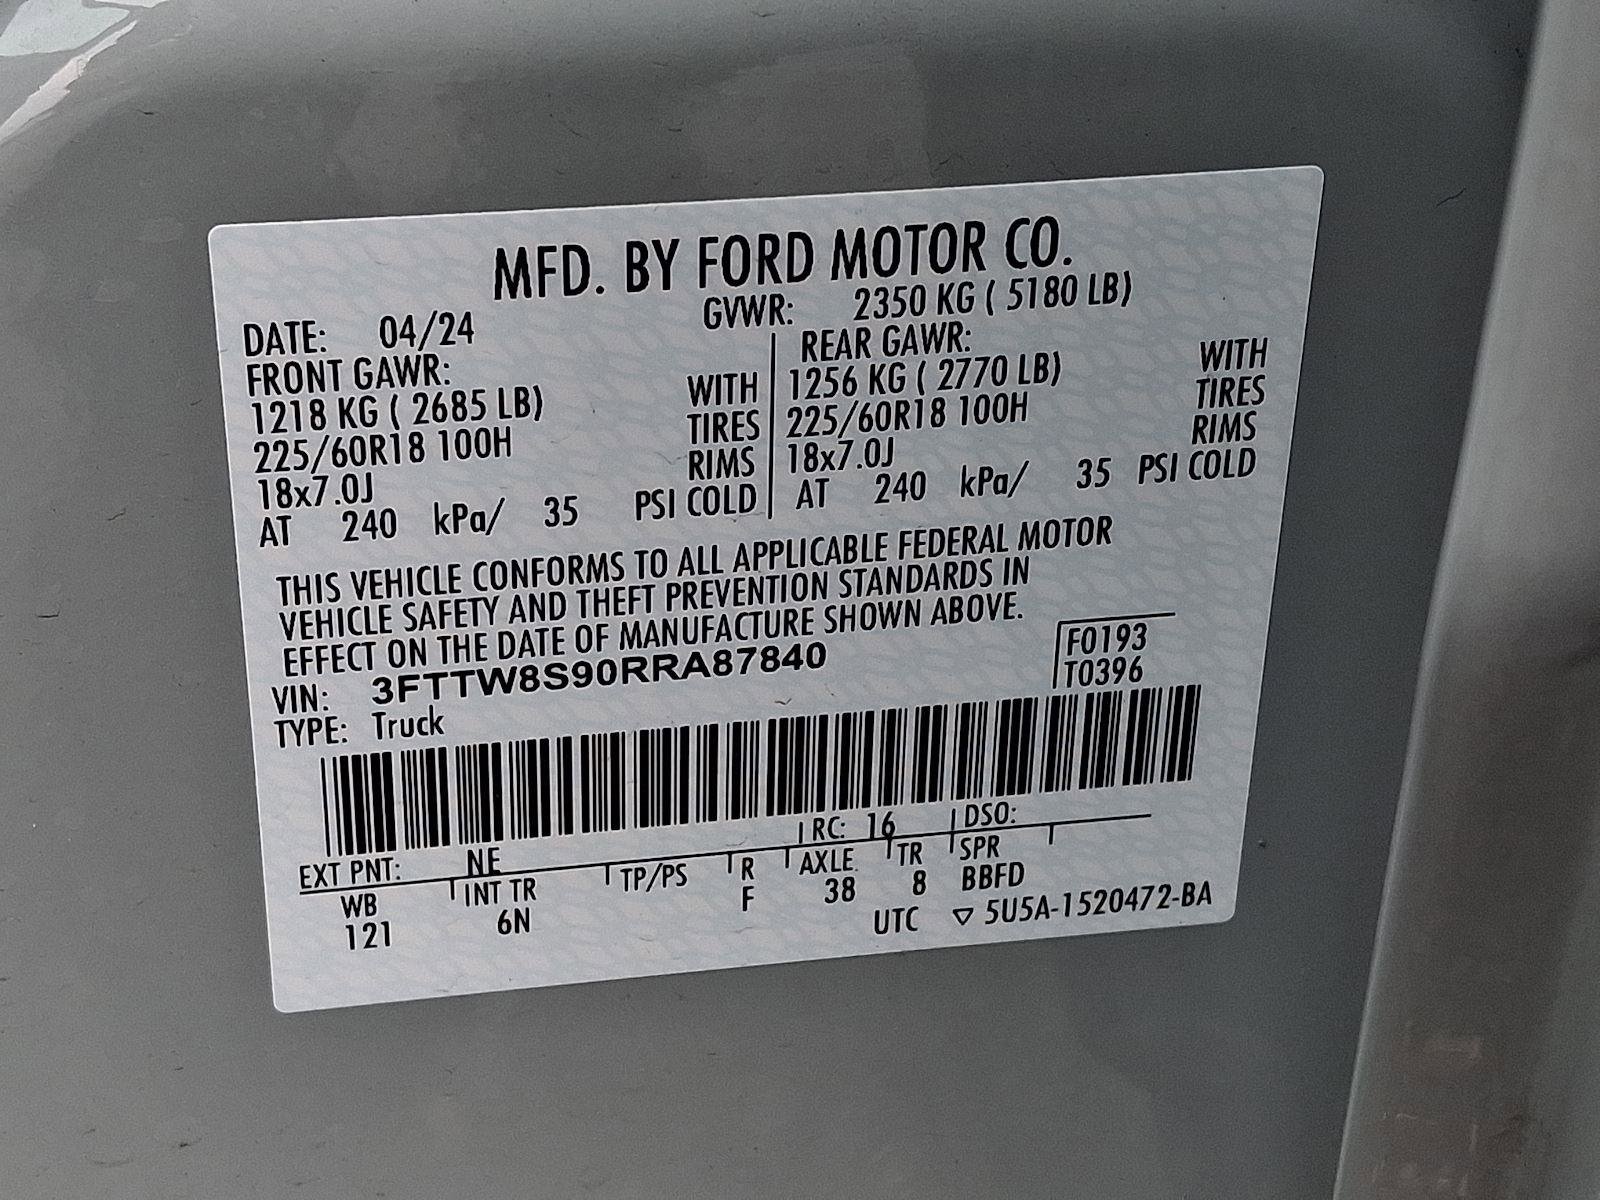 MFD. BY FORD MOTOR CO.
DATE: 04/24 GVWR: 2350 KG ( 5180 LB)
FRONT GAWR: REAR GAWR:
1218 KG ( 2685 LB) WITH 1256 KG ( 2770 LB) WITH
225/60R18 100H TIRES 225/60R18 100H TIRES
18x7.0J RIMS 18x7.0J RIMS
AT 240 kPa/ 35 PSI COLD AT 240 kPa/ 35 PSI COLD
THIS VEHICLE CONFORMS TO ALL APPLICABLE FEDERAL MOTOR
VEHICLE SAFETY AND THEFT PREVENTION STANDARDS IN
EFFECT ON THE DATE OF MANUFACTURE SHOWN ABOVE.
VIN: 3FTTW8S90RRA87840 F0193
TYPE: Truck T0396
EXT PNT: NE RC: 16 DSO:
WB INT TR TP/PS R AXLE TR SPR
121 6N F 38 8 BBFD
UTC ▽ 5U5A-1520472-BA